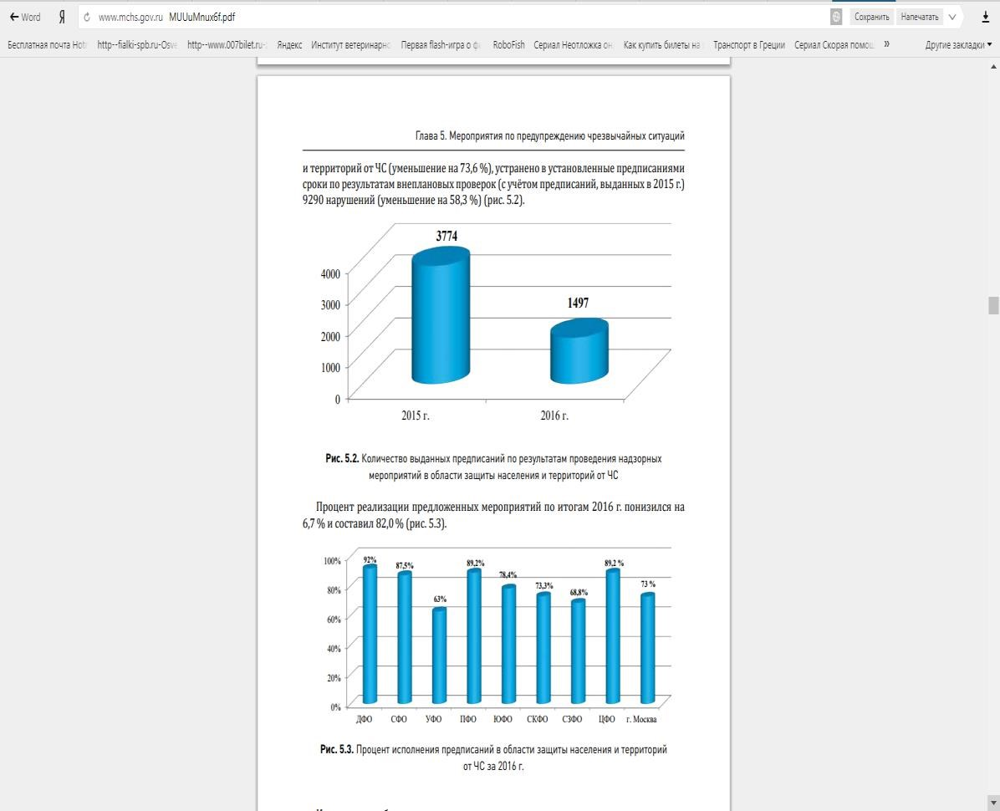 Word
Я
www.mchs.gov.ru MUUuMnux6f.pdf
Сохранить
Напечатать
Бесплатная почта Hot
http--fialki-spb.ru-Osve
http--www.007bilet.ru-
Яндекс
Институт ветеринарно
Первая flash-игра о ф
RoboFish
Сериал Неотложка он
Как купить билеты на
Транспорт в Греции
Сериал Скорая помощ
»
Другие закладки
Глава 5. Мероприятия по предупреждению чрезвычайных ситуаций
и территорий от ЧС (уменьшение на 73,6 %), устранено в установленные предписаниями
сроки по результатам внеплановых проверок (с учётом предписаний, выданных в 2015 г.)
9290 нарушений (уменьшение на 58,3 %) (рис. 5.2).
3774
1497
4000
3000
2000
1000
0
2015 г.
2016 г.
Рис. 5.2. Количество выданных предписаний по результатам проведения надзорных
мероприятий в области защиты населения и территорий от ЧС
Процент реализации предложенных мероприятий по итогам 2016 г. понизился на
6,7 % и составил 82,0 % (рис. 5.3).
100%
80%
60%
40%
20%
0%
92%
87,5%
63%
89,2%
78,4%
73,3%
68,8%
89,2 %
73 %
ДФО
СФО
УФО
ПФО
ЮФО
СКФО
СЗФО
ЦФО
г. Москва
Рис. 5.3. Процент исполнения предписаний в области защиты населения и территорий
от ЧС за 2016 г.